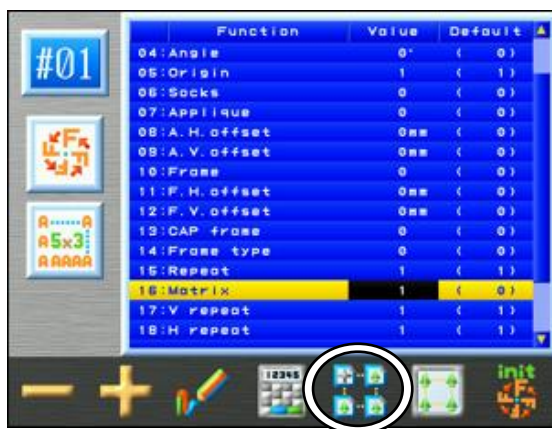 Function Value Default
#01
04:Angle 0° ( 0)
05:Origin 1 ( 1)
06:Socks 0 ( 0)
07:Applique 0 ( 0)
08:A.H.offset 0mm ( 0)
09:A.V.offset 0mm ( 0)
10:Frame 0 ( 0)
11:F.H.offset 0mm ( 0)
12:F.V.offset 0mm ( 0)
13:CAP frame 0 ( 0)
14:Frame type 0 ( 0)
15:Repeat 1 ( 1)
16:Matrix 1 ( 0)
17:V repeat 1 ( 1)
18:H repeat 1 ( 1)
F F F F
A A
A5x3
A AAAA
12345
init
F F F F